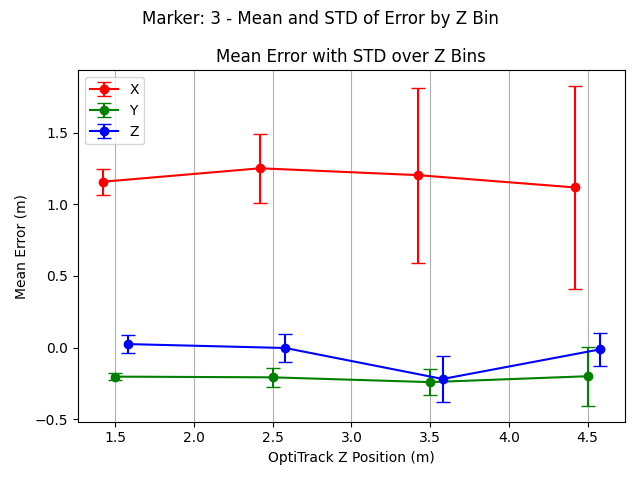 Marker: 3 - Mean and STD of Error by Z Bin
Mean Error with STD over Z Bins
X
Y
Z
Mean Error (m)
1.5
1.0
0.5
0.0
−0.5
1.5
2.0
2.5
3.0
3.5
4.0
4.5
OptiTrack Z Position (m)